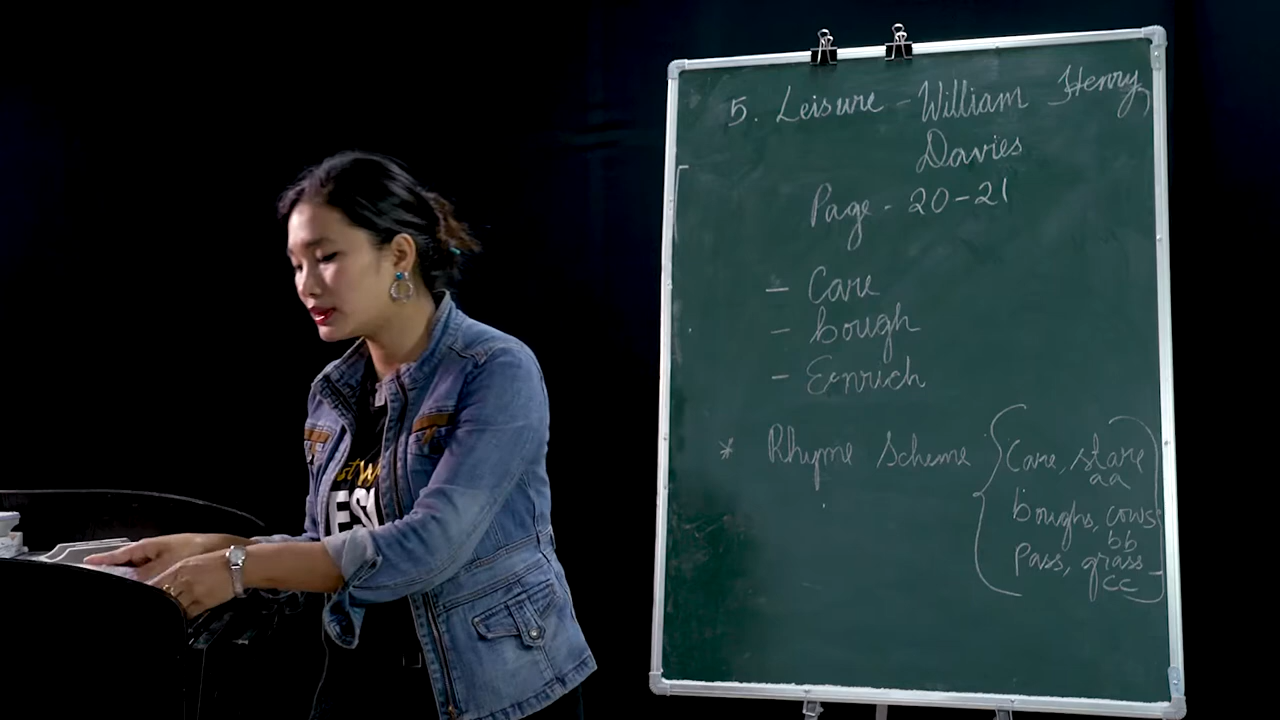 5. Leisure - William Henry,
Davies
Page - 20-21
- Care
- bough
- Eenrich
* Rhyme Scheme { Care, stare
aa
boughs, cows
bb
pass, grass
cc
ES